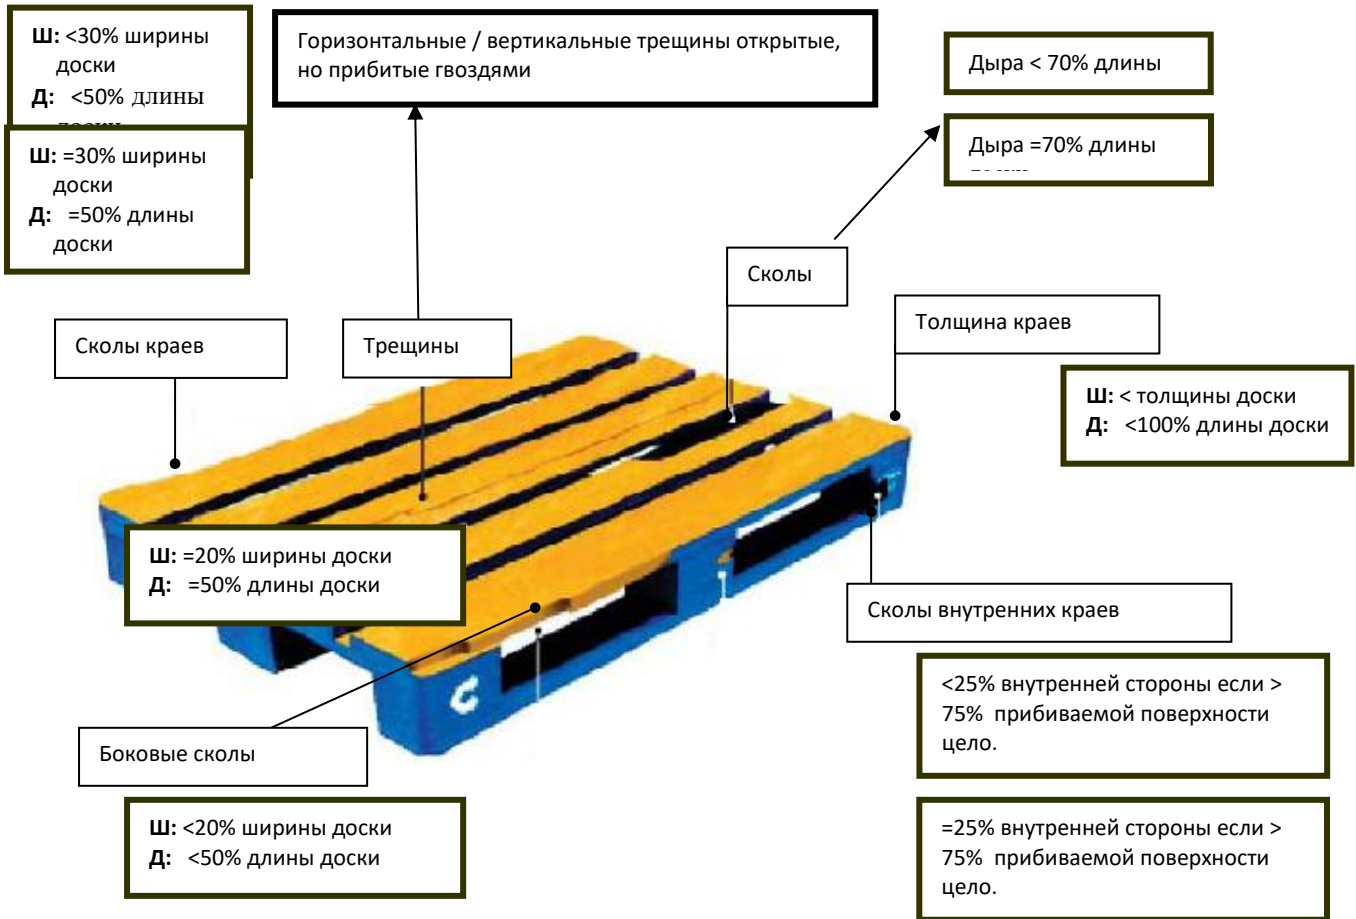 Ш: <30% ширины
доски
Д: <50% длины
Ш: =30% ширины
доски
Д: =50% длины
доски
Горизонтальные / вертикальные трещины открытые,
но прибитые гвоздями
Дыра < 70% длины
Дыра =70% длины
Сколы
Толщина краев
Сколы краев
Трещины
Ш: < толщины доски
Д: <100% длины доски
Ш: =20% ширины доски
Д: =50% длины доски
Сколы внутренних краев
<25% внутренней стороны если >
75% прибиваемой поверхности
цело.
Боковые сколы
Ш: <20% ширины доски
Д: <50% длины доски
=25% внутренней стороны если >
75% прибиваемой поверхности
цело.